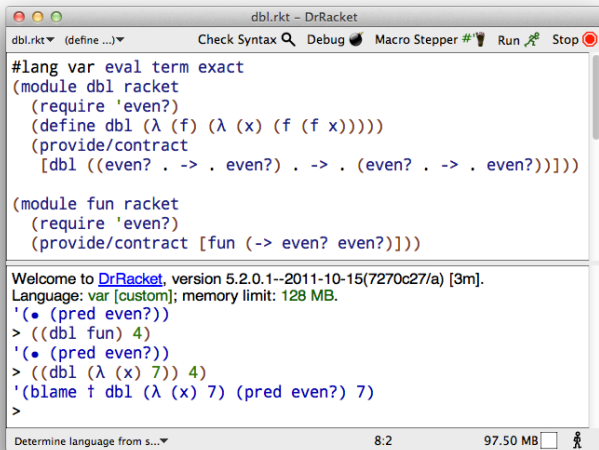 dbl.rkt – DrRacket
dbl.rkt▾ (define ...)▾ Check Syntax Debug Macro Stepper #' Run Stop
#lang var eval term exact
(module dbl racket
  (require 'even?)
  (define dbl (λ (f) (λ (x) (f (f x)))))
  (provide/contract
   [dbl ((even? . -> . even?) . -> . (even? . -> . even?))]))
(module fun racket
  (require 'even?)
  (provide/contract [fun (-> even? even?)]))
Welcome to DrRacket, version 5.2.0.1--2011-10-15(7270c27/a) [3m].
Language: var [custom]; memory limit: 128 MB.
'(● (pred even?))
> ((dbl fun) 4)
'(● (pred even?))
> ((dbl (λ (x) 7)) 4)
'(blame † dbl (λ (x) 7) (pred even?) 7)
>
Determine language from s...▾ 8:2 97.50 MB